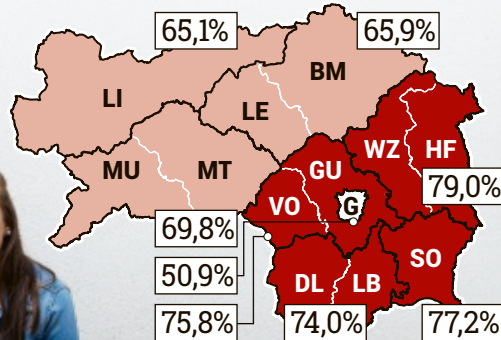 65,1%
65,9%
BM
LI
LE
WZ
HF
MU
MT
GU
79,0%
VO
G
69,8%
50,9%
SO
DL
LB
75,8%
74,0%
77,2%